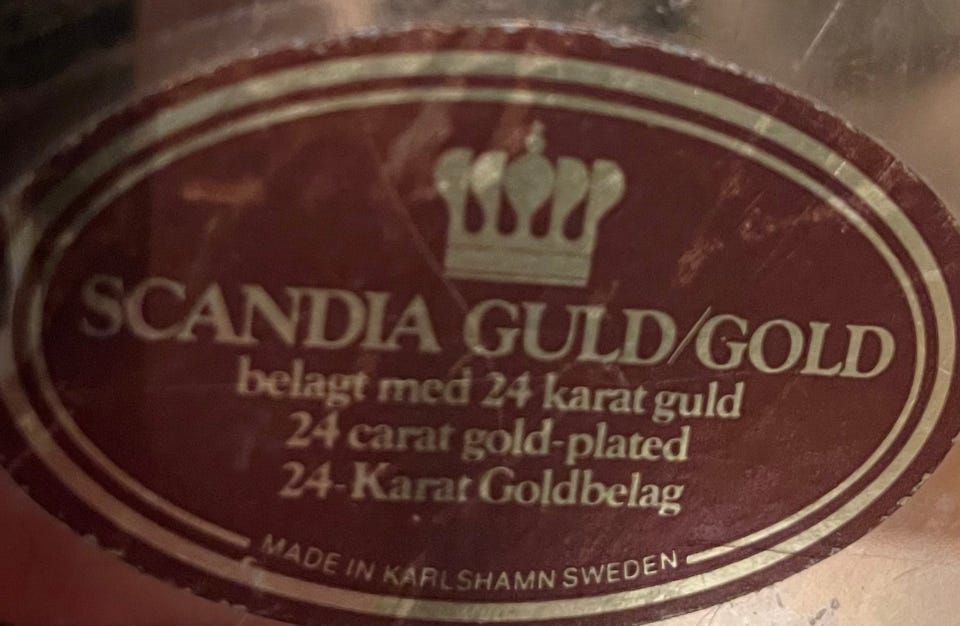 SCANDIA GULD/GOLD
belagt med 24 karat guld
24 carat gold-plated
24-Karat Goldbelag
MADE IN KARLSHAMN SWEDEN